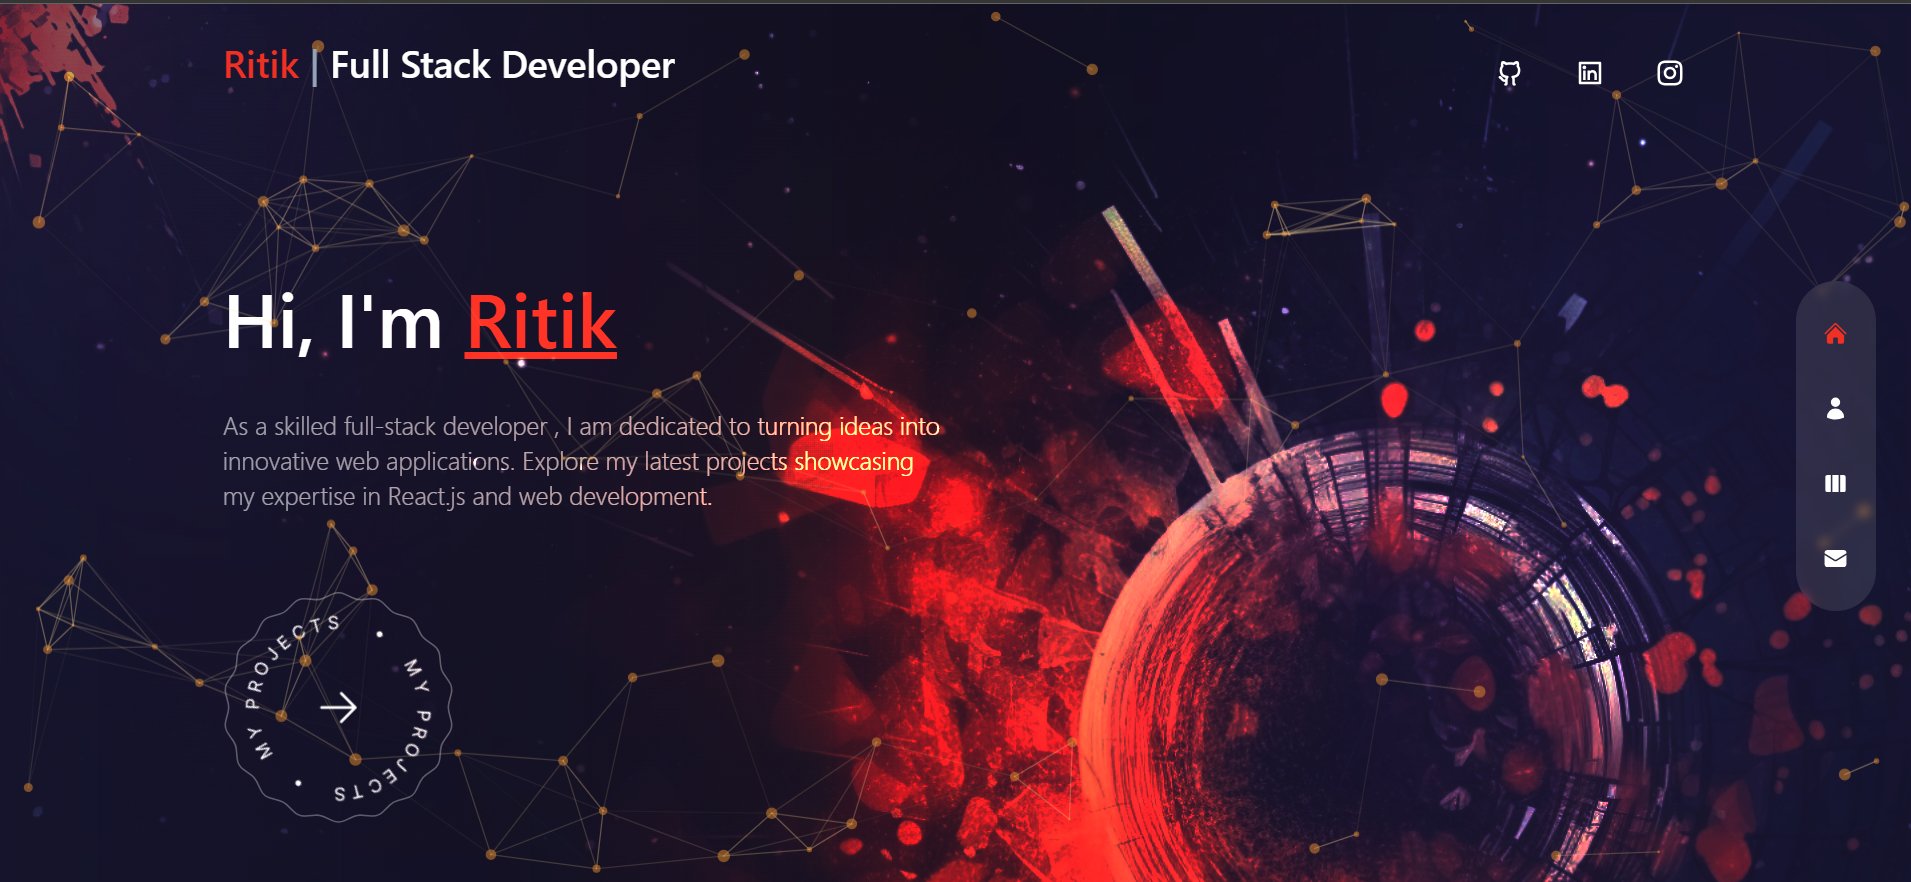 Ritik | Full Stack Developer
Hi, I'm Ritik
As a skilled full-stack developer , I am dedicated to turning ideas into
innovative web applications. Explore my latest projects showcasing
my expertise in React.js and web development.
MY PROJECTS • MY PROJECTS •